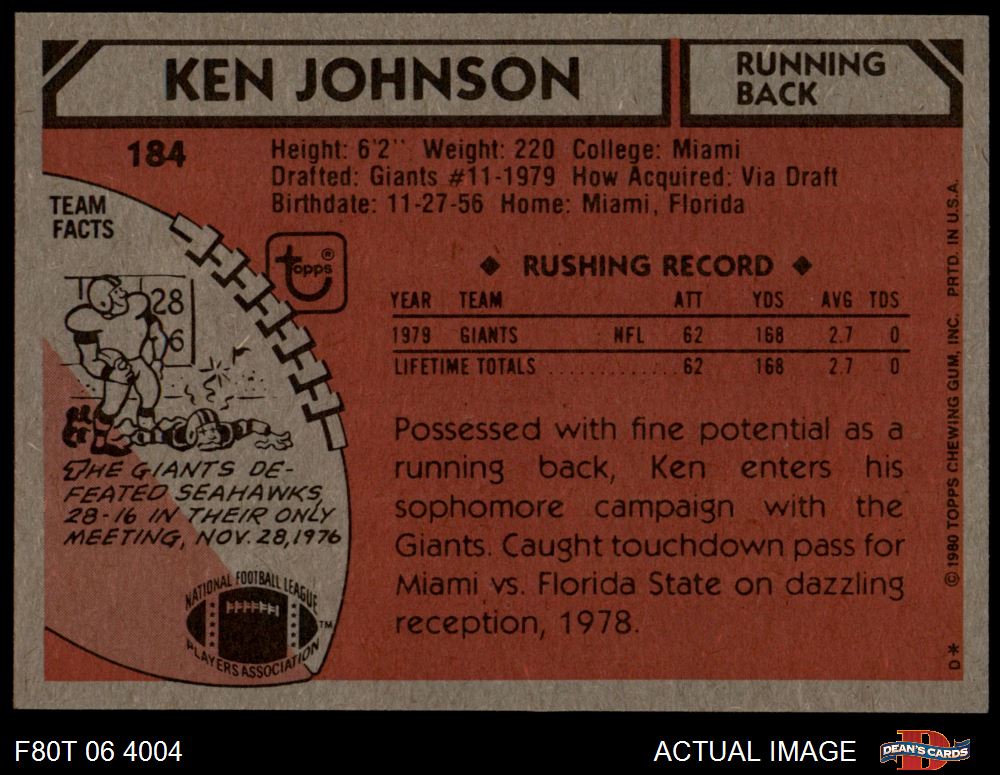 KEN JOHNSON
RUNNING
BACK
184
Height: 6'2" Weight: 220 College: Miami
Drafted: Giants #11-1979 How Acquired: Via Draft
Birthdate: 11-27-56 Home: Miami, Florida
TEAM
FACTS
28
6
topps®
THE GIANTS DE-
FEATED SEAHAWKS,
28-16 IN THEIR ONLY
MEETING, NOV. 28, 1976
NATIONAL FOOTBALL LEAGUE
PLAYERS ASSOCIATION
TM
◆ RUSHING RECORD ◆
YEAR TEAM ATT YDS AVG TDS
1979 GIANTS NFL 62 168 2.7 0
LIFETIME TOTALS ............. 62 168 2.7 0
Possessed with fine potential as a
running back, Ken enters his
sophomore campaign with the
Giants. Caught touchdown pass for
Miami vs. Florida State on dazzling
reception, 1978.
© 1980 TOPPS CHEWING GUM, INC. PRTD. IN U.S.A.
D*
F80T 06 4004
ACTUAL IMAGE
D
DEAN'S CARDS